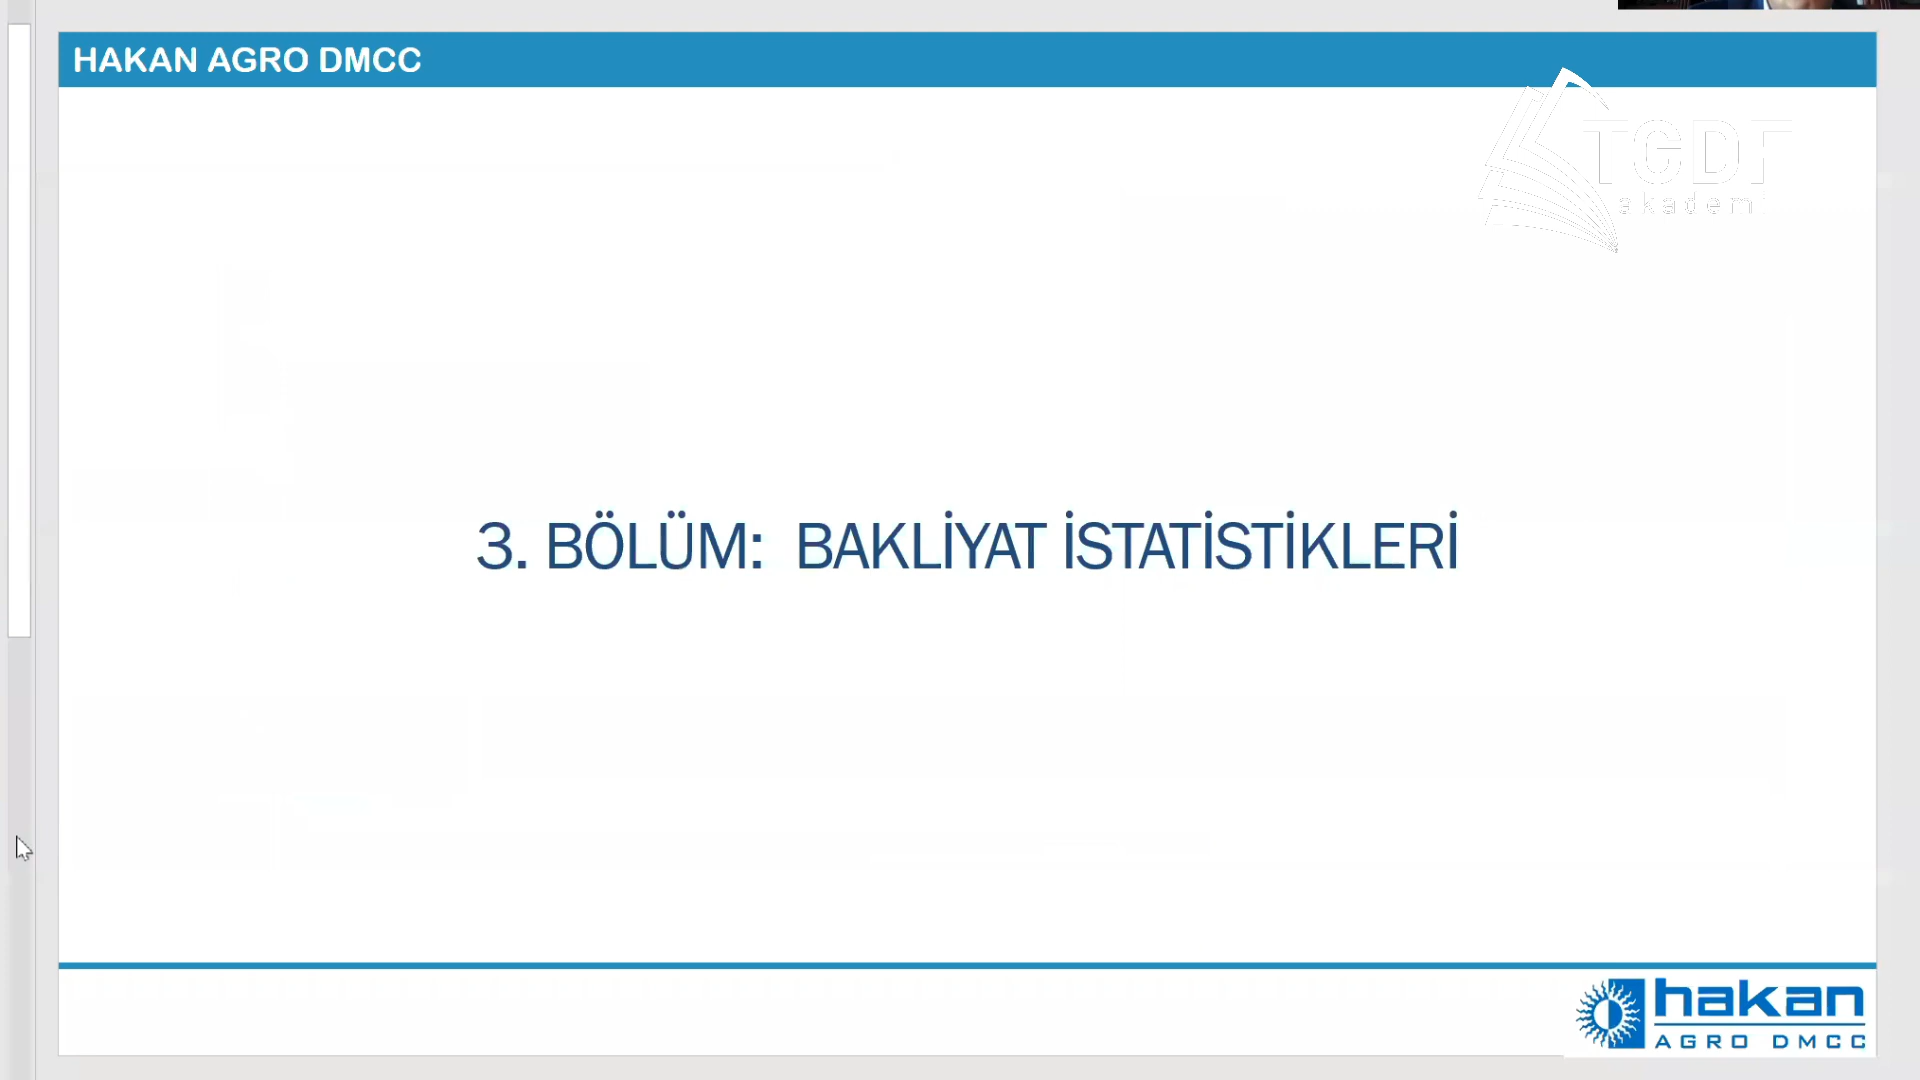 HAKAN AGRO DMCC
TGDF
akademi
3. BÖLÜM: BAKLİYAT İSTATİSTİKLERİ
hakan
AGRO DMCC